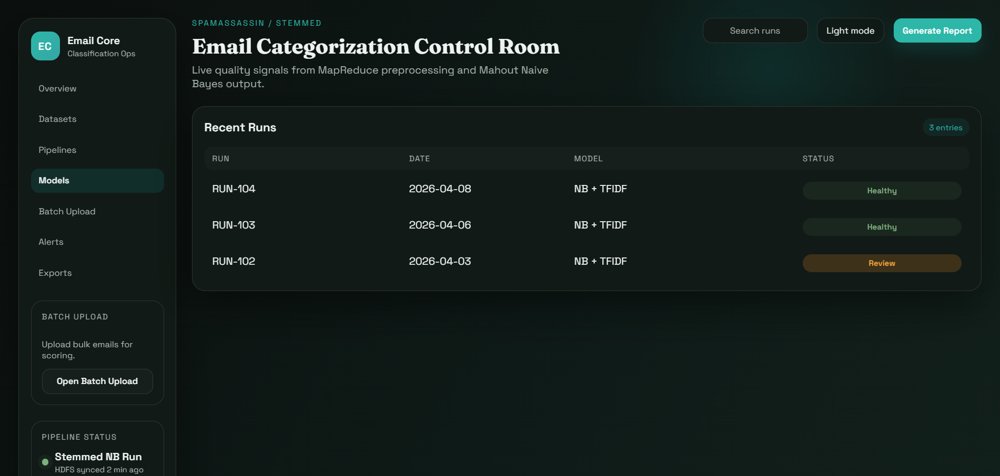 EC
Email Core
Classification Ops
Overview
Datasets
Pipelines
Models
Batch Upload
Alerts
Exports
BATCH UPLOAD
Upload bulk emails for
scoring.
Open Batch Upload
PIPELINE STATUS
Stemmed NB Run
HDFS synced 2 min ago
SPAMASSASSIN / STEMMED
Email Categorization Control Room
Live quality signals from MapReduce preprocessing and Mahout Naive
Bayes output.
Search runs
Light mode
Generate Report
Recent Runs
3 entries
RUN DATE MODEL STATUS
RUN-104 2026-04-08 NB + TFIDF Healthy
RUN-103 2026-04-06 NB + TFIDF Healthy
RUN-102 2026-04-03 NB + TFIDF Review